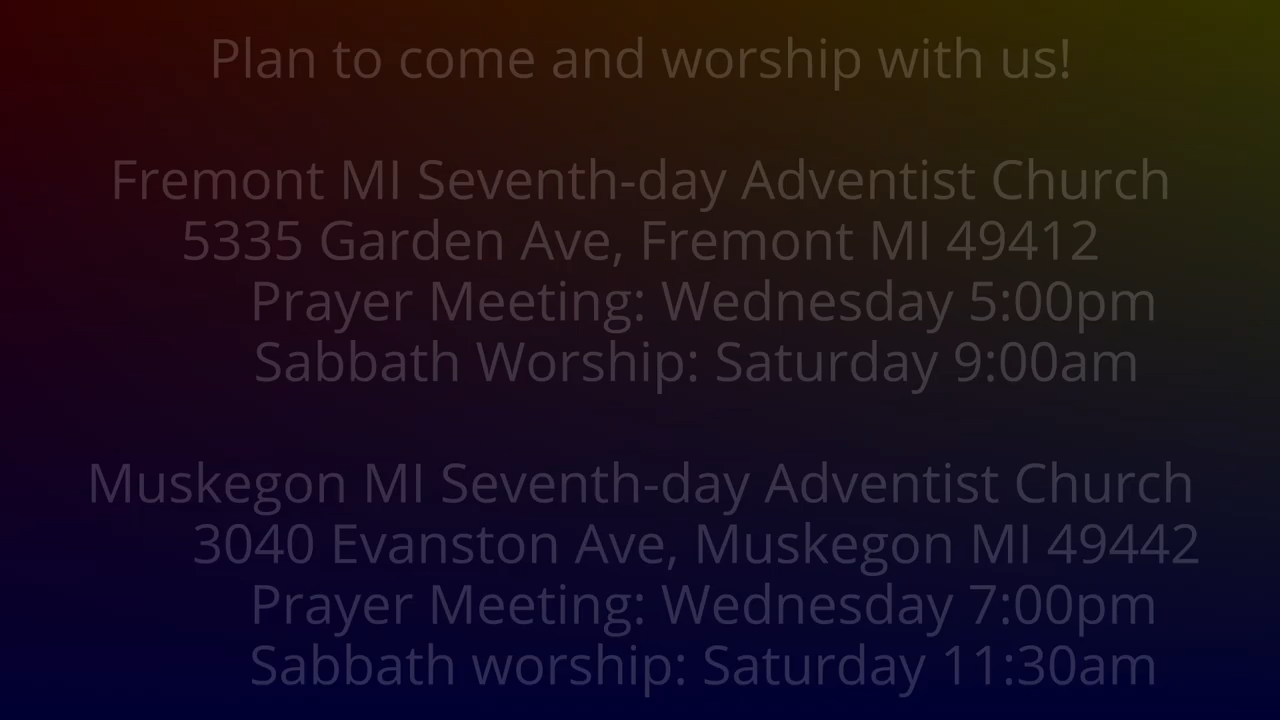 Plan to come and worship with us!
Fremont MI Seventh-day Adventist Church
5335 Garden Ave, Fremont MI 49412
Prayer Meeting: Wednesday 5:00pm
Sabbath Worship: Saturday 9:00am
Muskegon MI Seventh-day Adventist Church
3040 Evanston Ave, Muskegon MI 49442
Prayer Meeting: Wednesday 7:00pm
Sabbath worship: Saturday 11:30am